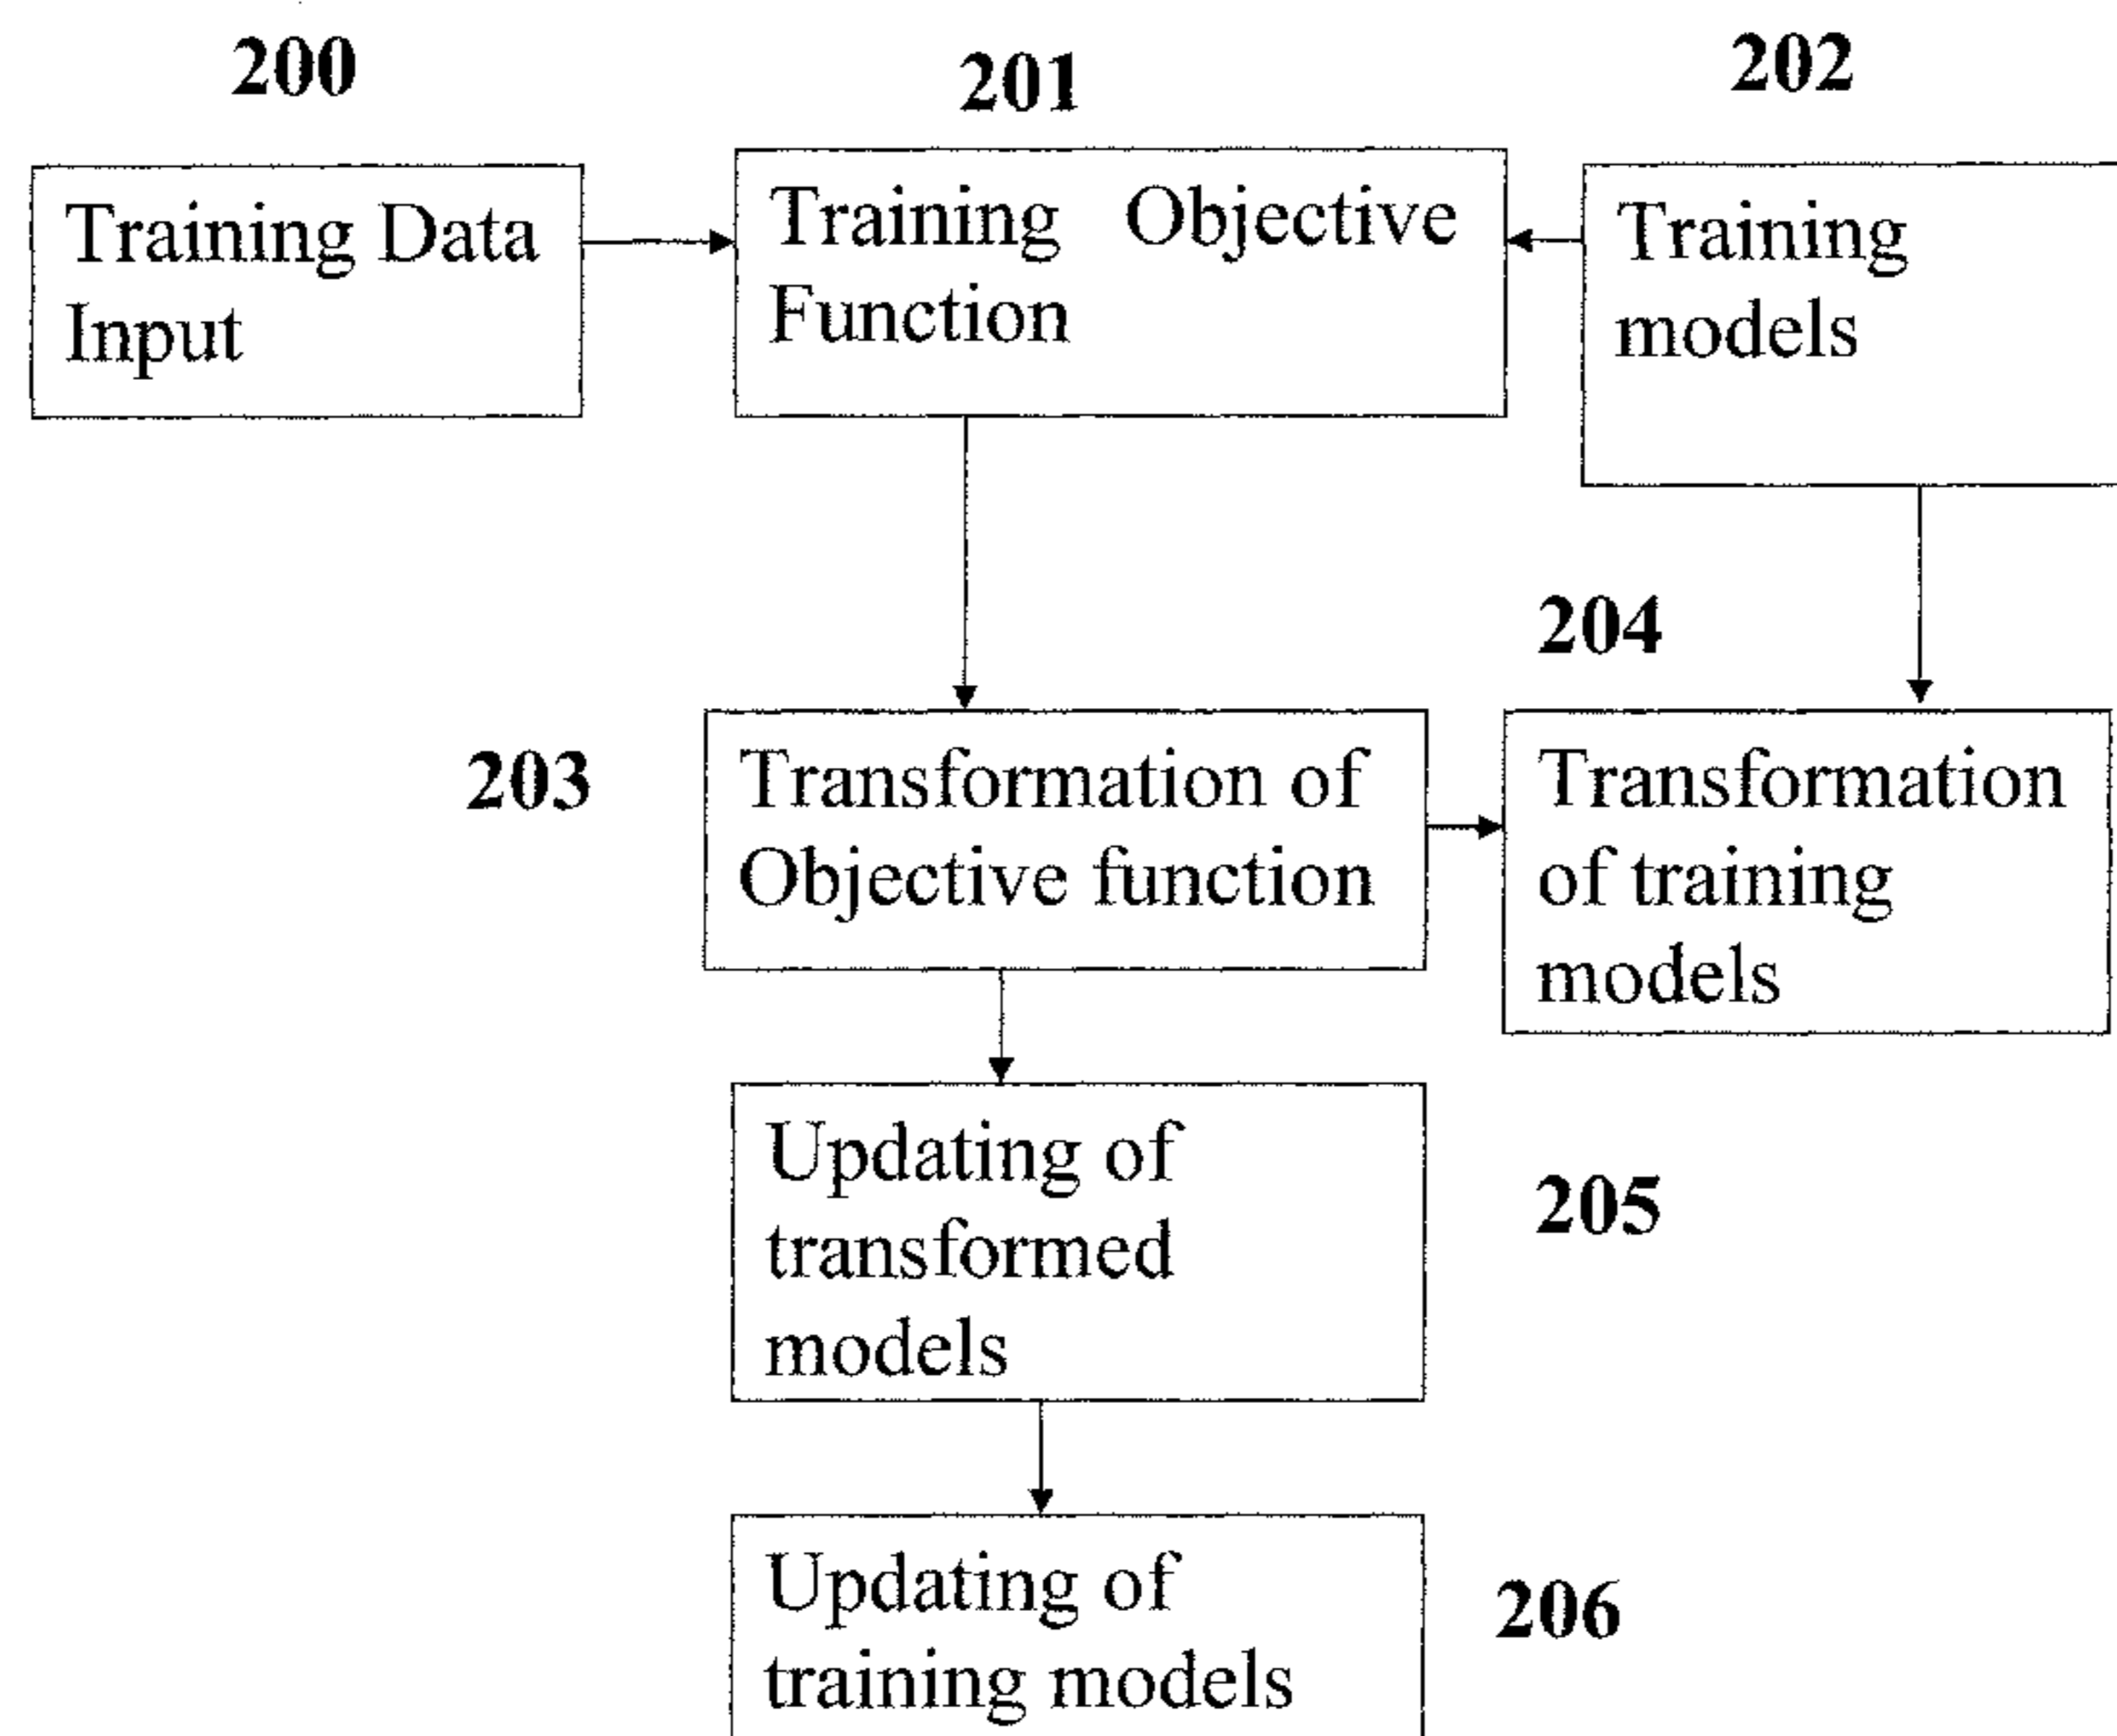 200
201
202
Training Data
Input
Training Objective
Function
Training
models
204
203
Transformation of
Objective function
Transformation
of training
models
Updating of
transformed
models
205
Updating of
training models
206